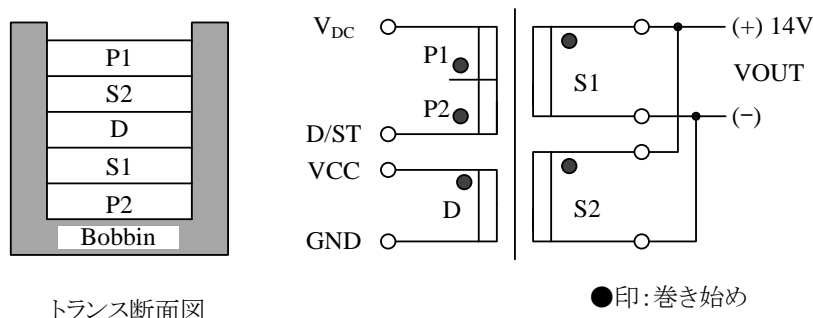 P1
S2
D
S1
P2
Bobbin
トランス断面図
VDC
P1
P2
D/ST
VCC
D
GND
S1
S2
(+) 14V
VOUT
(−)
●印:巻き始め